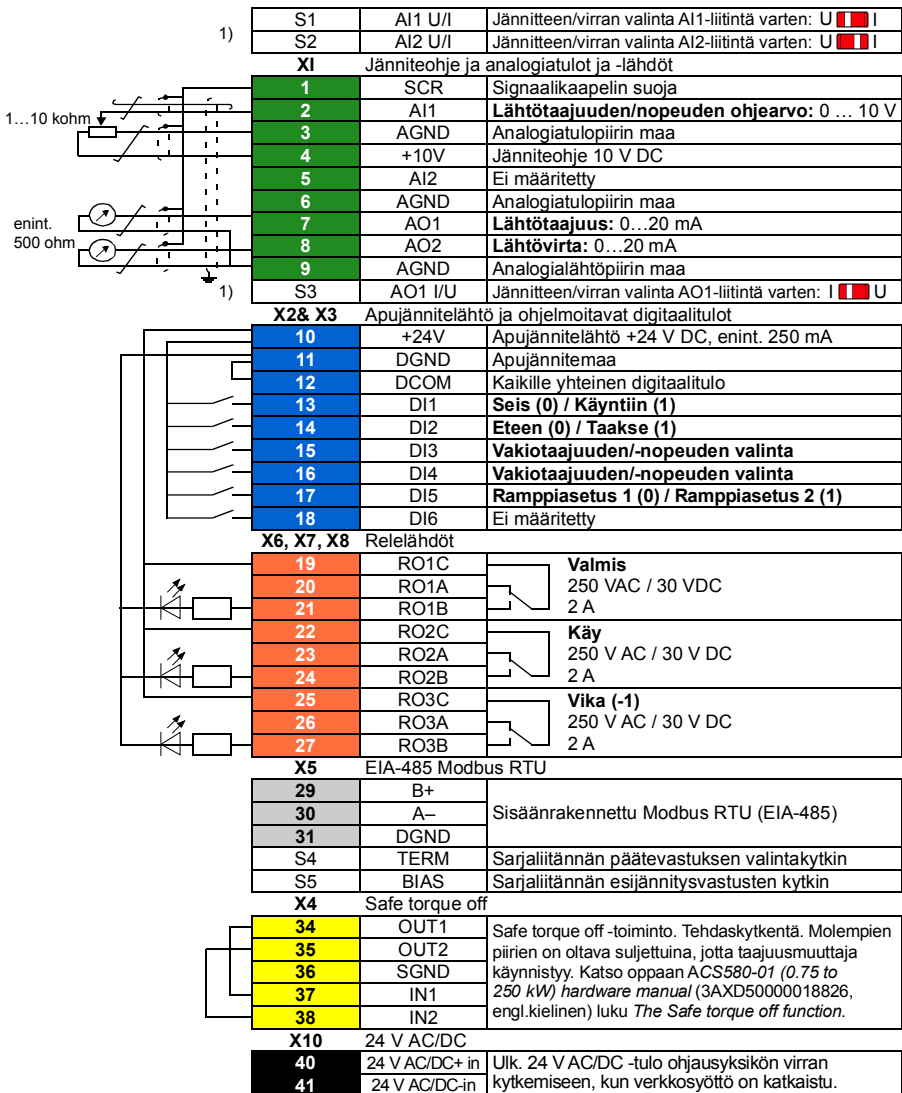 S1 AI1 U/I Jännitteen/virran valinta AI1-liitintä varten: U I
1)
S2 AI2 U/I Jännitteen/virran valinta AI2-liitintä varten: U I
XI Jänniteohje ja analogiatulot ja -lähdöt
1 SCR Signaalikaapelin suoja
1…10 kohm
2 AI1 Lähtötaajuuden/nopeuden ohjearvo: 0 … 10 V
3 AGND Analogiatulopiirin maa
4 +10V Jänniteohje 10 V DC
5 AI2 Ei määritetty
6 AGND Analogiatulopiirin maa
enint.
500 ohm
7 AO1 Lähtötaajuus: 0…20 mA
8 AO2 Lähtövirta: 0…20 mA
9 AGND Analogialähtöpiirin maa
1)
S3 AO1 I/U Jännitteen/virran valinta AO1-liitintä varten: I U
X2& X3 Apujännitelähtö ja ohjelmoitavat digitaalitulot
10 +24V Apujännitelähtö +24 V DC, enint. 250 mA
11 DGND Apujännitemaa
12 DCOM Kaikille yhteinen digitaalitulo
13 DI1 Seis (0) / Käyntiin (1)
14 DI2 Eteen (0) / Taakse (1)
15 DI3 Vakiotaajuuden/-nopeuden valinta
16 DI4 Vakiotaajuuden/-nopeuden valinta
17 DI5 Ramppiasetus 1 (0) / Ramppiasetus 2 (1)
18 DI6 Ei määritetty
X6, X7, X8 Relelähdöt
19 RO1C Valmis
20 RO1A 250 VAC / 30 VDC
21 RO1B 2 A
22 RO2C Käy
23 RO2A 250 V AC / 30 V DC
24 RO2B 2 A
25 RO3C Vika (-1)
26 RO3A 250 V AC / 30 V DC
27 RO3B 2 A
X5 EIA-485 Modbus RTU
29 B+
30 A– Sisäänrakennettu Modbus RTU (EIA-485)
31 DGND
S4 TERM Sarjaliitännän päätevastuksen valintakytkin
S5 BIAS Sarjaliitännän esijännitysvastusten kytkin
X4 Safe torque off
34 OUT1 Safe torque off -toiminto. Tehdaskytkentä. Molempien
35 OUT2 piirien on oltava suljettuina, jotta taajuusmuuttaja
36 SGND käynnistyy. Katso oppaan ACS580-01 (0.75 to
37 IN1 250 kW) hardware manual (3AXD50000018826,
38 IN2 engl.kielinen) luku The Safe torque off function.
X10 24 V AC/DC
40 24 V AC/DC+ in Ulk. 24 V AC/DC -tulo ohjausyksikön virran
41 24 V AC/DC-in kytkemiseen, kun verkkosyöttö on katkaistu.